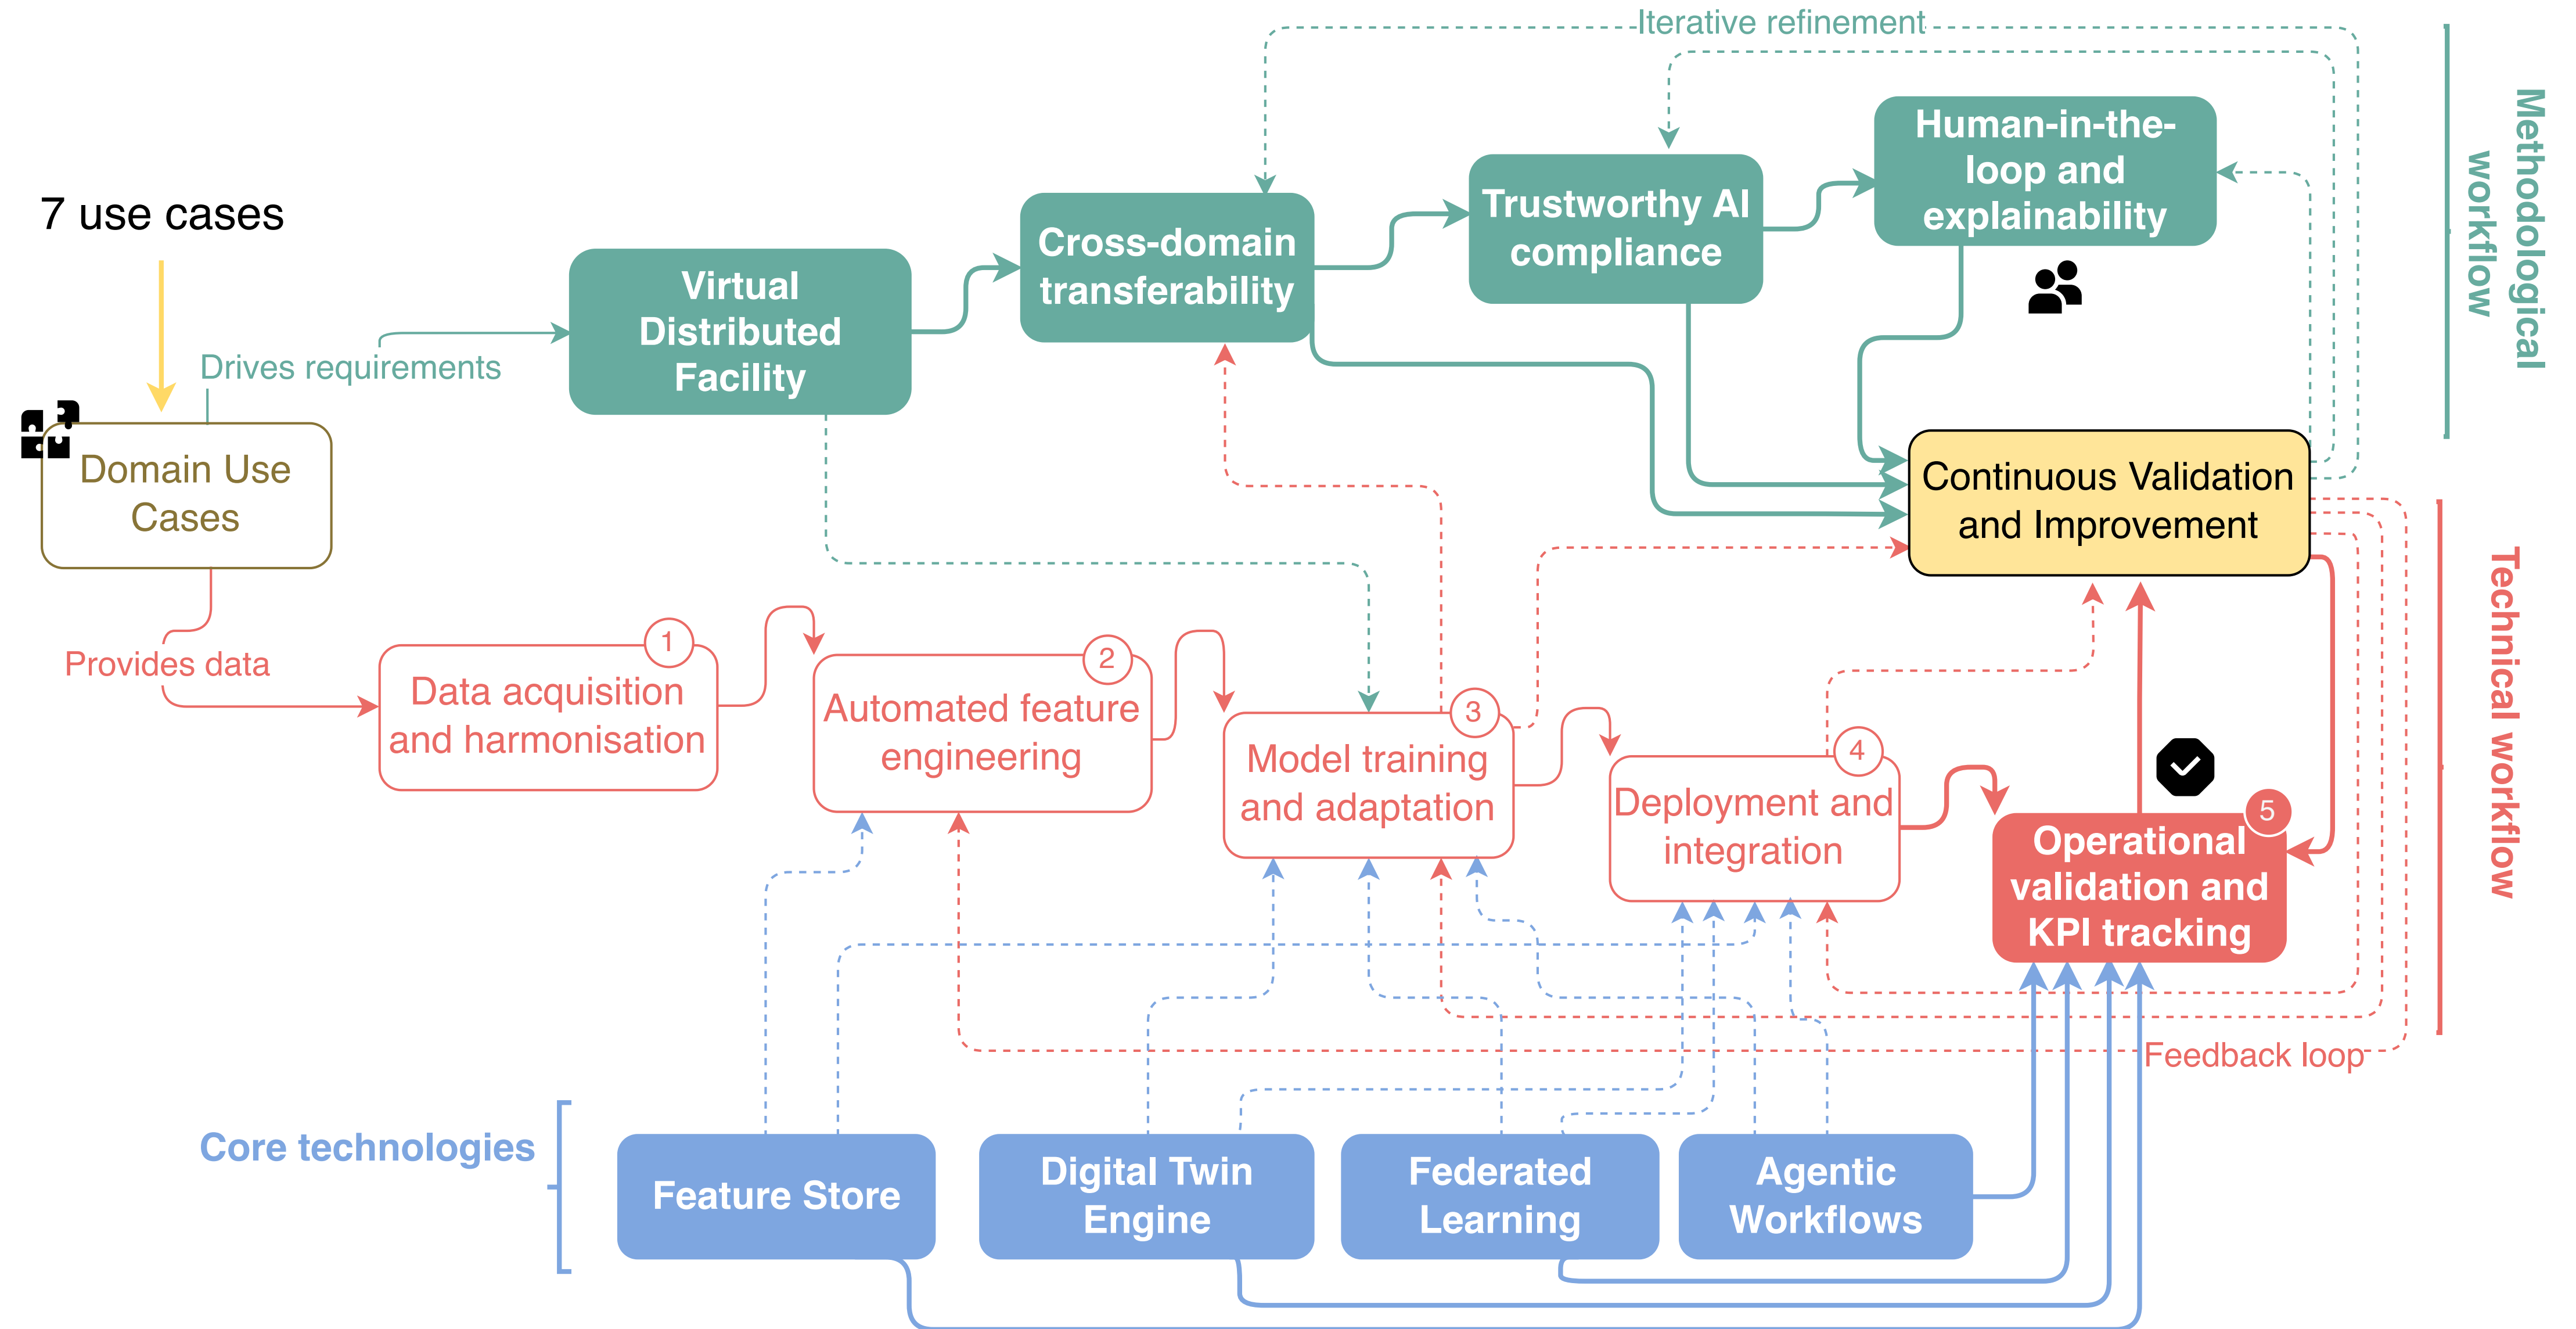 Iterative refinement
Methodological
workflow
7 use cases
Human-in-the-
loop and
explainability
Trustworthy AI
compliance
Cross-domain
transferability
Virtual
Distributed
Facility
Drives requirements
Domain Use
Cases
Continuous Validation
and Improvement
Technical workflow
Provides data
1
Data acquisition
and harmonisation
2
Automated feature
engineering
3
Model training
and adaptation
4
Deployment and
integration
5
Operational
validation and
KPI tracking
Feedback loop
Core technologies
Feature Store
Digital Twin
Engine
Federated
Learning
Agentic
Workflows